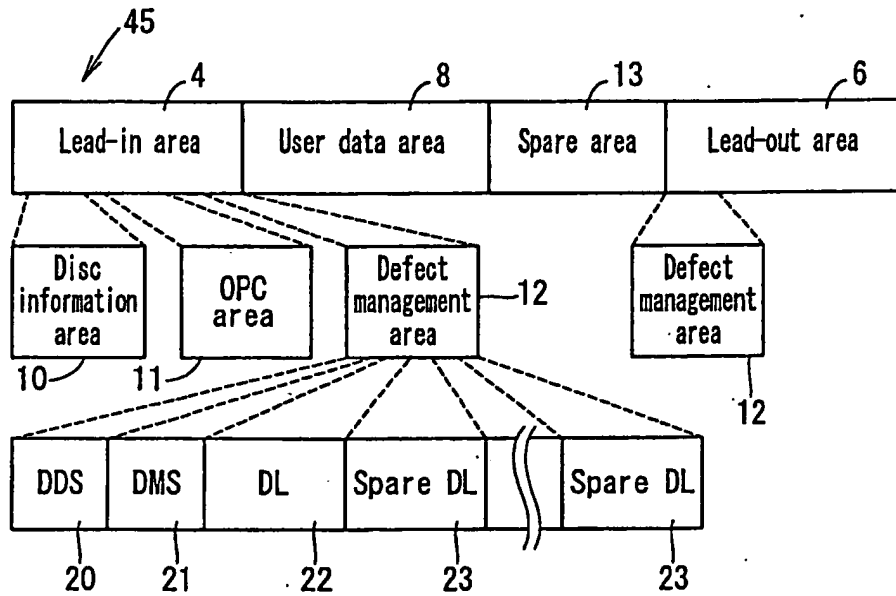 45
4
8
13
6
Lead-in area
User data area
Spare area
Lead-out area
Disc
information
area
OPC
area
Defect
management
area
12
Defect
management
area
10
11
12
DDS
DMS
DL
Spare DL
Spare DL
20
21
22
23
23